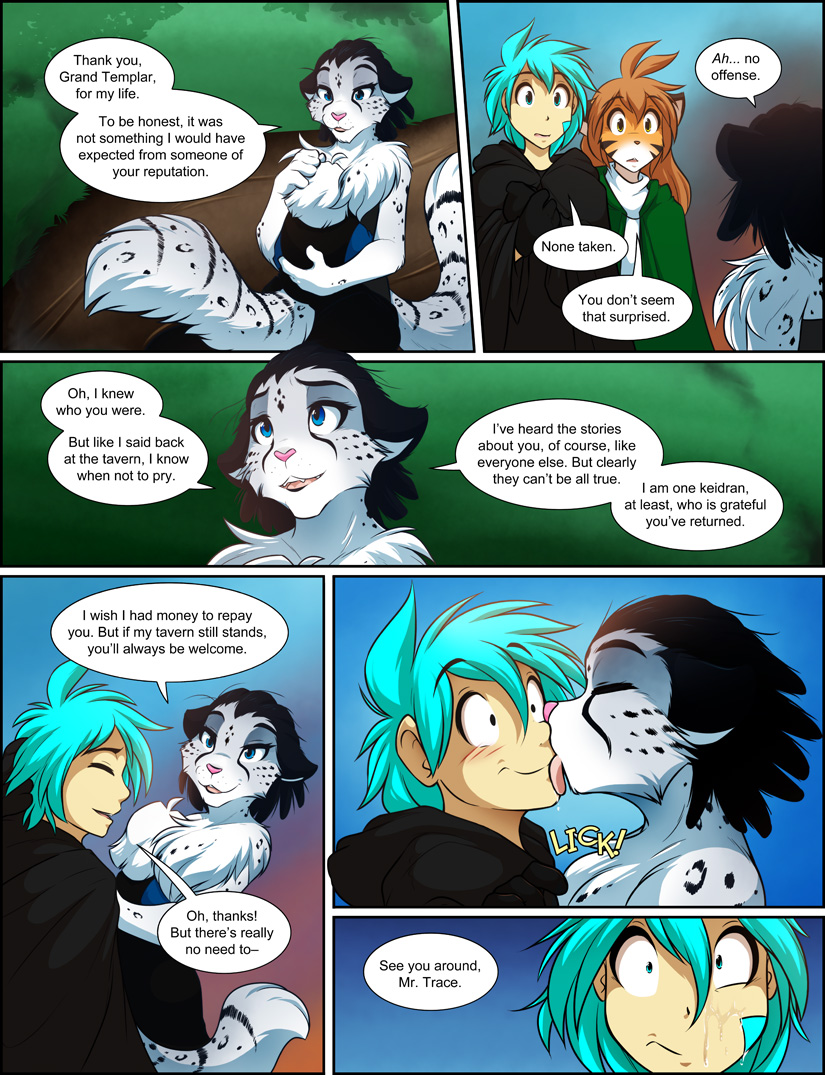 Thank you,
Grand Templar,
for my life.
To be honest, it was
not something I would have
expected from someone of
your reputation.
Ah... no
offense.
None taken.
You don't seem
that surprised.
Oh, I knew
who you were.
But like I said back
at the tavern, I know
when not to pry.
I've heard the stories
about you, of course, like
everyone else. But clearly
they can't be all true.
I am one keidran,
at least, who is grateful
you've returned.
I wish I had money to repay
you. But if my tavern still stands,
you'll always be welcome.
Oh, thanks!
But there's really
no need to–
LICK!
See you around,
Mr. Trace.